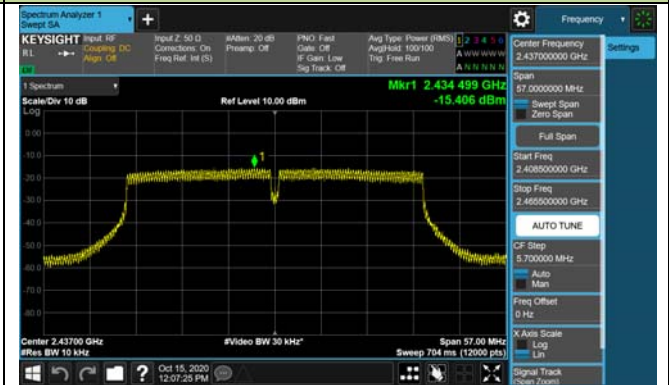 Spectrum Analyzer 1
Swept SA
Frequency
KEYSIGHT
Input: RF
Input Z: 50 Ω
#Atten: 20 dB
PNO: Fast
Avg Type: Power (RMS)
1 2 3 4 5 6
RL
Coupling: DC
Corrections: On
Preamp: Off
Gate: Off
Avg|Hold: 100/100
A W W W W W
Align: Off
Freq Ref: Int (S)
IF Gain: Low
Trig: Free Run
Sig Track: Off
A N N N N N
1 Spectrum
Mkr1 2.434 499 GHz
Scale/Div 10 dB
Ref Level 10.00 dBm
-15.406 dBm
Log
0.00
-10.0
1
-20.0
-30.0
-40.0
-50.0
-60.0
-70.0
-80.0
Center 2.43700 GHz
#Video BW 30 kHz*
Span 57.00 MHz
#Res BW 10 kHz
Sweep 704 ms (12000 pts)
Oct 15, 2020
12:07:25 PM
?
Settings
Center Frequency
2.437000000 GHz
Span
57.0000000 MHz
Swept Span
Zero Span
Full Span
Start Freq
2.408500000 GHz
Stop Freq
2.465500000 GHz
AUTO TUNE
CF Step
5.700000 MHz
Auto
Man
Freq Offset
0 Hz
X Axis Scale
Log
Lin
Signal Track
(Span Zoom)